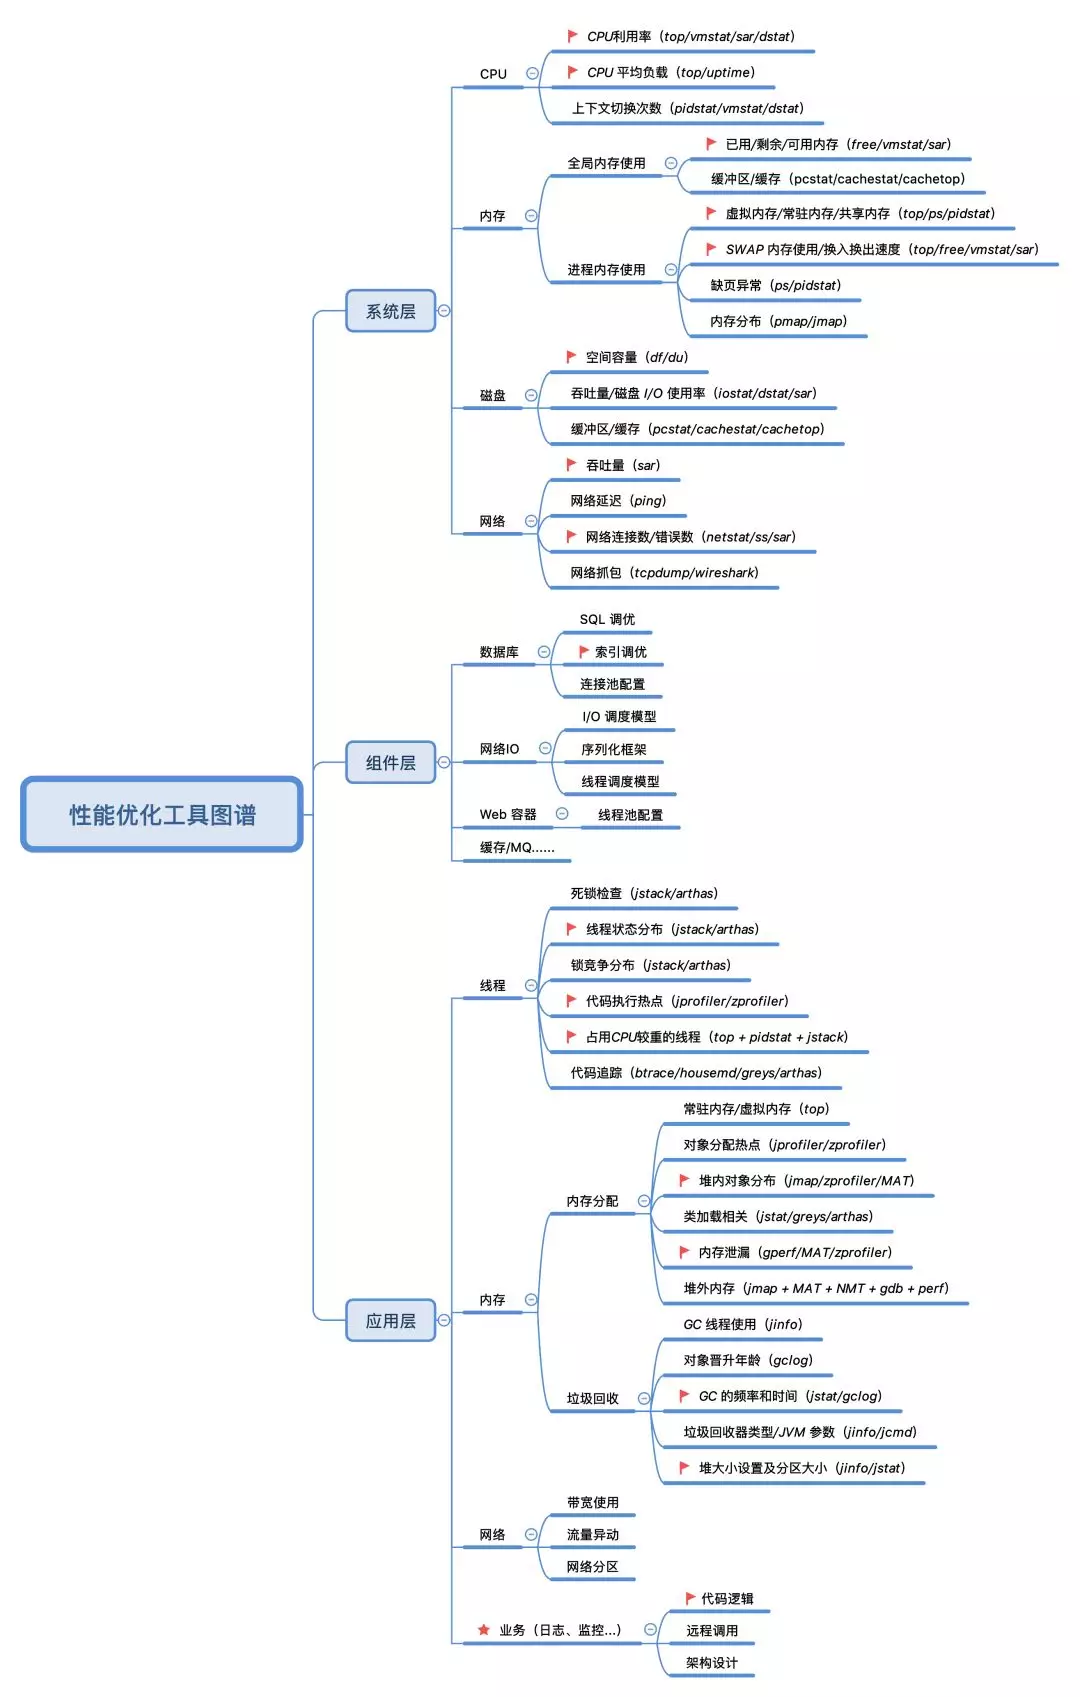 CPU利用率（top/vmstat/sar/dstat）
CPU
CPU 平均负载（top/uptime）
上下文切换次数（pidstat/vmstat/dstat）
已用/剩余/可用内存（free/vmstat/sar）
全局内存使用
缓冲区/缓存（pcstat/cachestat/cachetop）
内存
虚拟内存/常驻内存/共享内存（top/ps/pidstat）
SWAP 内存使用/换入换出速度（top/free/vmstat/sar）
进程内存使用
缺页异常（ps/pidstat）
内存分布（pmap/jmap）
系统层
空间容量（df/du）
磁盘
吞吐量/磁盘 I/O 使用率（iostat/dstat/sar）
缓冲区/缓存（pcstat/cachestat/cachetop）
吞吐量（sar）
网络延迟（ping）
网络
网络连接数/错误数（netstat/ss/sar）
网络抓包（tcpdump/wireshark）
SQL 调优
数据库
索引调优
连接池配置
I/O 调度模型
网络IO
序列化框架
组件层
线程调度模型
Web 容器
线程池配置
性能优化工具图谱
缓存/MQ......
死锁检查（jstack/arthas）
线程状态分布（jstack/arthas）
锁竞争分布（jstack/arthas）
线程
代码执行热点（jprofiler/zprofiler）
占用CPU较重的线程（top + pidstat + jstack）
代码追踪（btrace/housemd/greys/arthas）
常驻内存/虚拟内存（top）
对象分配热点（jprofiler/zprofiler）
堆内对象分布（jmap/zprofiler/MAT）
内存分配
类加载相关（jstat/greys/arthas）
内存泄漏（gperf/MAT/zprofiler）
堆外内存（jmap + MAT + NMT + gdb + perf）
内存
应用层
GC 线程使用（jinfo）
对象晋升年龄（gclog）
GC 的频率和时间（jstat/gclog）
垃圾回收
垃圾回收器类型/JVM 参数（jinfo/jcmd）
堆大小设置及分区大小（jinfo/jstat）
带宽使用
网络
流量异动
网络分区
代码逻辑
业务（日志、监控...）
远程调用
架构设计